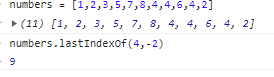 numbers = [1,2,3,5,7,8,4,4,6,4,2]
▶ (11) [1, 2, 3, 5, 7, 8, 4, 4, 6, 4, 2]
numbers.lastIndexOf(4,-2)
9